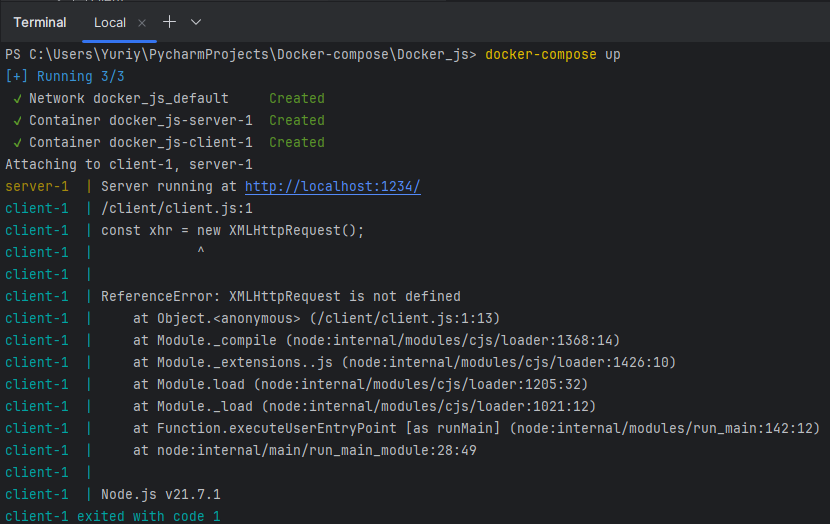 Terminal Local × + ∨
PS C:\Users\Yuriy\PycharmProjects\Docker-compose\Docker_js> docker-compose up
[+] Running 3/3
✔ Network docker_js_default Created
✔ Container docker_js-server-1 Created
✔ Container docker_js-client-1 Created
Attaching to client-1, server-1
server-1 | Server running at http://localhost:1234/
client-1 | /client/client.js:1
client-1 | const xhr = new XMLHttpRequest();
client-1 | ^
client-1 |
client-1 | ReferenceError: XMLHttpRequest is not defined
client-1 | at Object.<anonymous> (/client/client.js:1:13)
client-1 | at Module._compile (node:internal/modules/cjs/loader:1368:14)
client-1 | at Module._extensions..js (node:internal/modules/cjs/loader:1426:10)
client-1 | at Module.load (node:internal/modules/cjs/loader:1205:32)
client-1 | at Module._load (node:internal/modules/cjs/loader:1021:12)
client-1 | at Function.executeUserEntryPoint [as runMain] (node:internal/modules/run_main:142:12)
client-1 | at node:internal/main/run_main_module:28:49
client-1 |
client-1 | Node.js v21.7.1
client-1 exited with code 1